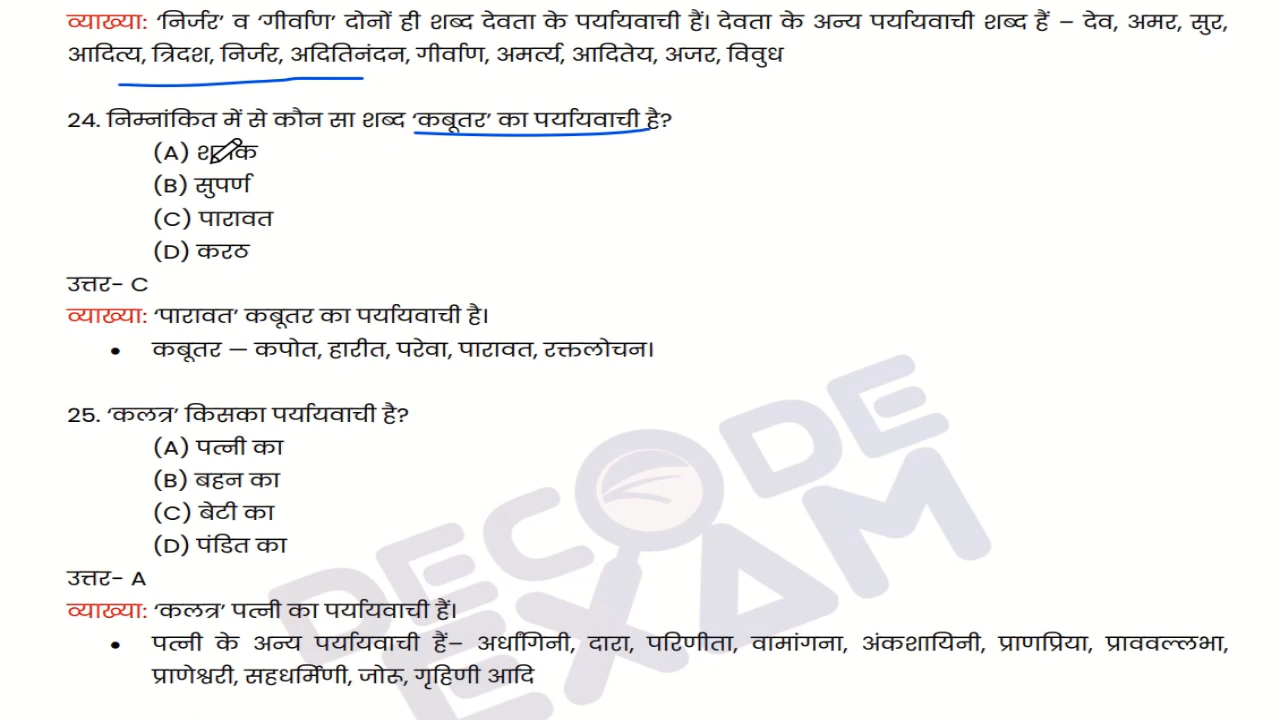 व्याख्या: ‘निर्जर’ व ‘गीर्वाण’ दोनों ही शब्द देवता के पर्यायवाची हैं। देवता के अन्य पर्यायवाची शब्द हैं – देव, अमर, सुर,
आदित्य, त्रिदश, निर्जर, अदितिनंदन, गीर्वाण, अमर्त्य, आदितेय, अजर, विवुध
24. निम्नांकित में से कौन सा शब्द ‘कबूतर’ का पर्यायवाची है?
(A)
(B) सुपर्ण
(C) पारावत
(D) करठ
उत्तर- C
व्याख्या: ‘पारावत’ कबूतर का पर्यायवाची है।
• कबूतर — कपोत, हारीत, परेवा, पारावत, रक्तलोचन।
25. ‘कलत्र’ किसका पर्यायवाची है?
(A) पत्नी का
(B) बहन का
(C) बेटी का
(D) पंडित का
उत्तर- A
व्याख्या: ‘कलत्र’ पत्नी का पर्यायवाची हैं।
• पत्नी के अन्य पर्यायवाची हैं– अर्धांगिनी, दारा, परिणीता, वामांगना, अंकशायिनी, प्राणप्रिया, प्राववल्लभा,
प्राणेश्वरी, सहधर्मिणी, जोरू, गृहिणी आदि
DECODE
EXAM